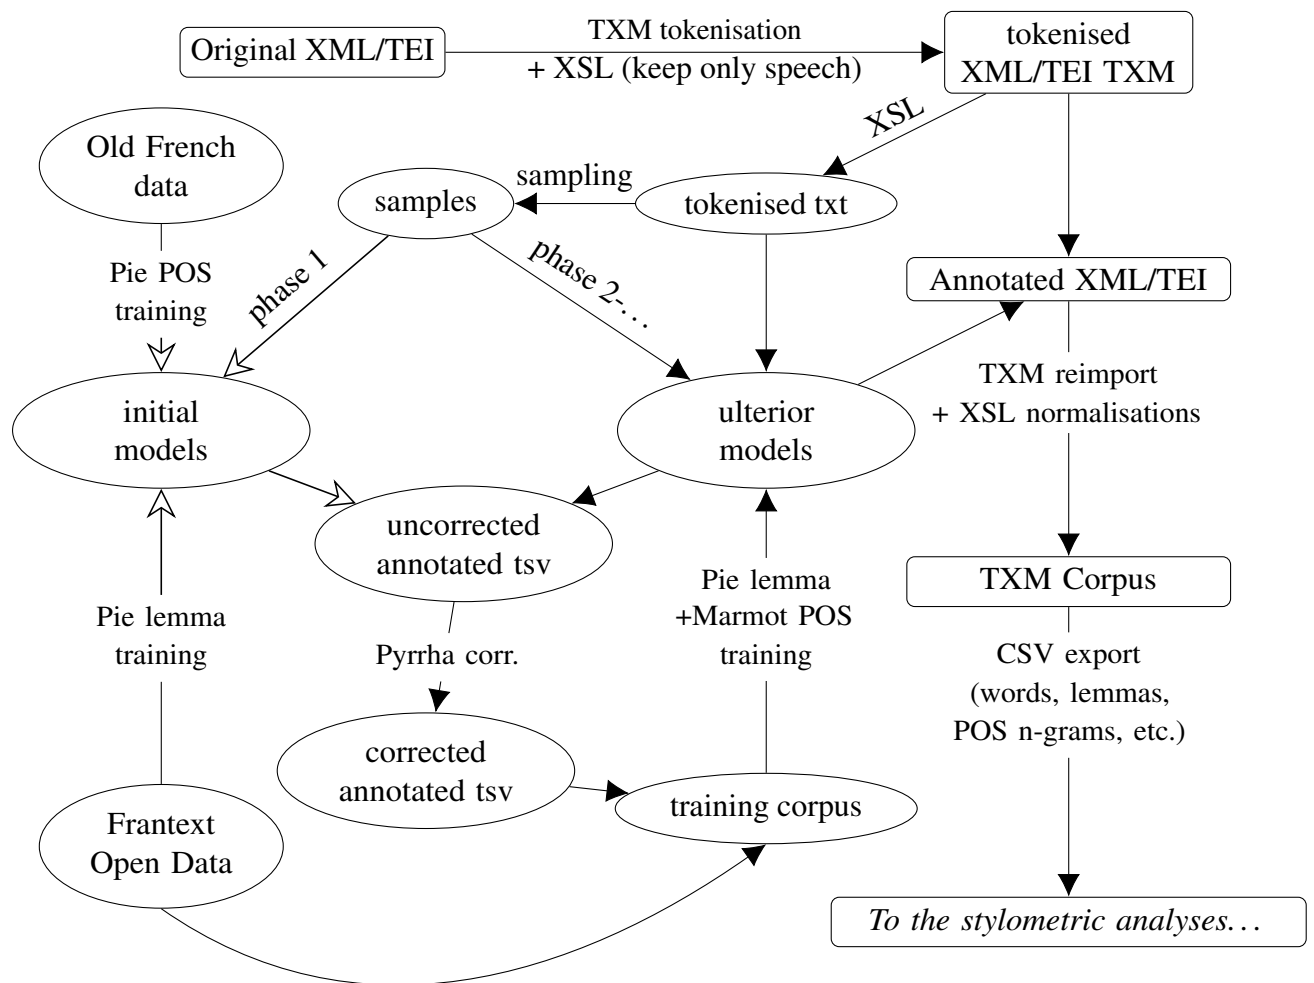 Original XML/TEI
TXM tokenisation
+ XSL (keep only speech)
tokenised
XML/TEI TXM
XSL
Old French
data
samples
sampling
tokenised txt
Pie POS
training
phase 1
phase 2-…
Annotated XML/TEI
initial
models
ulterior
models
TXM reimport
+ XSL normalisations
uncorrected
annotated tsv
Pie lemma
training
Pyrrha corr.
Pie lemma
+Marmot POS
training
TXM Corpus
CSV export
(words, lemmas,
POS n-grams, etc.)
corrected
annotated tsv
training corpus
Frantext
Open Data
To the stylometric analyses…